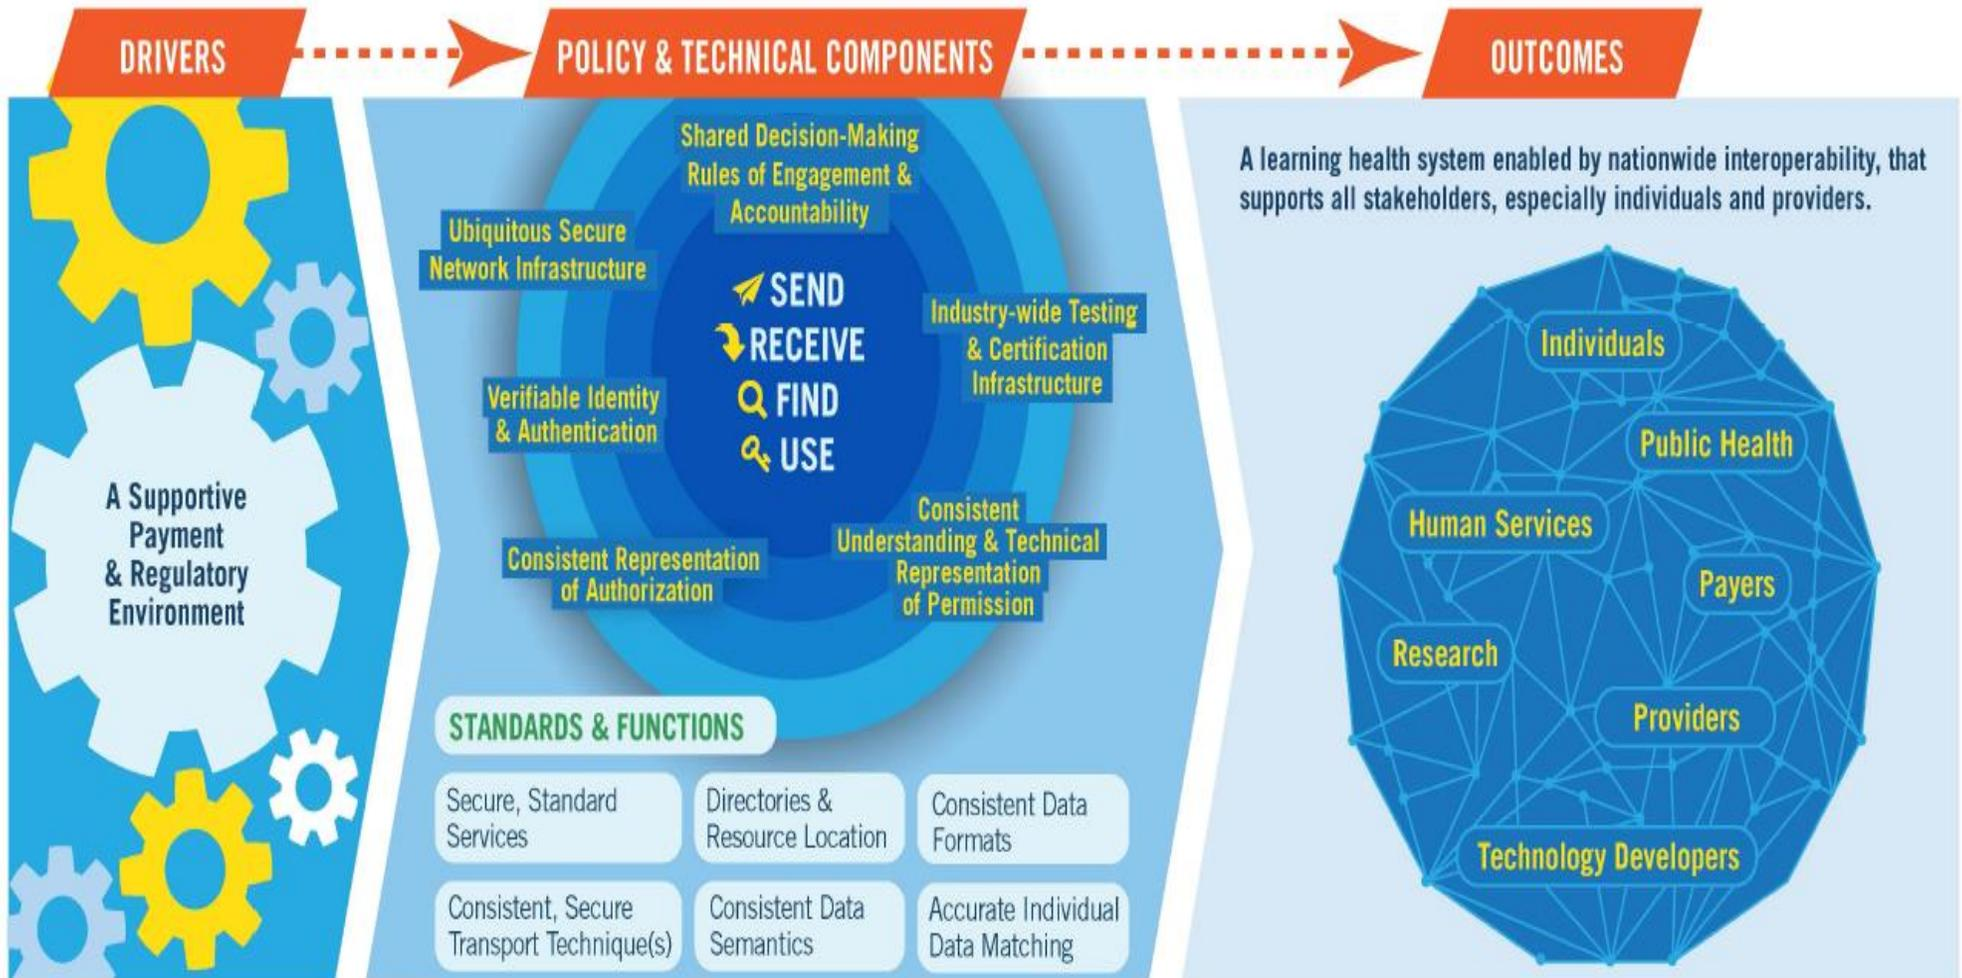 DRIVERS
POLICY & TECHNICAL COMPONENTS
OUTCOMES
A Supportive
Payment
& Regulatory
Environment
Shared Decision-Making
Rules of Engagement &
Accountability
Ubiquitous Secure
Network Infrastructure
SEND
RECEIVE
FIND
USE
Industry-wide Testing
& Certification
Infrastructure
Verifiable Identity
& Authentication
Consistent Representation
of Authorization
Consistent
Understanding & Technical
Representation
of Permission
STANDARDS & FUNCTIONS
Secure, Standard
Services
Directories &
Resource Location
Consistent Data
Formats
Consistent, Secure
Transport Technique(s)
Consistent Data
Semantics
Accurate Individual
Data Matching
A learning health system enabled by nationwide interoperability, that
supports all stakeholders, especially individuals and providers.
Individuals
Public Health
Human Services
Payers
Research
Providers
Technology Developers